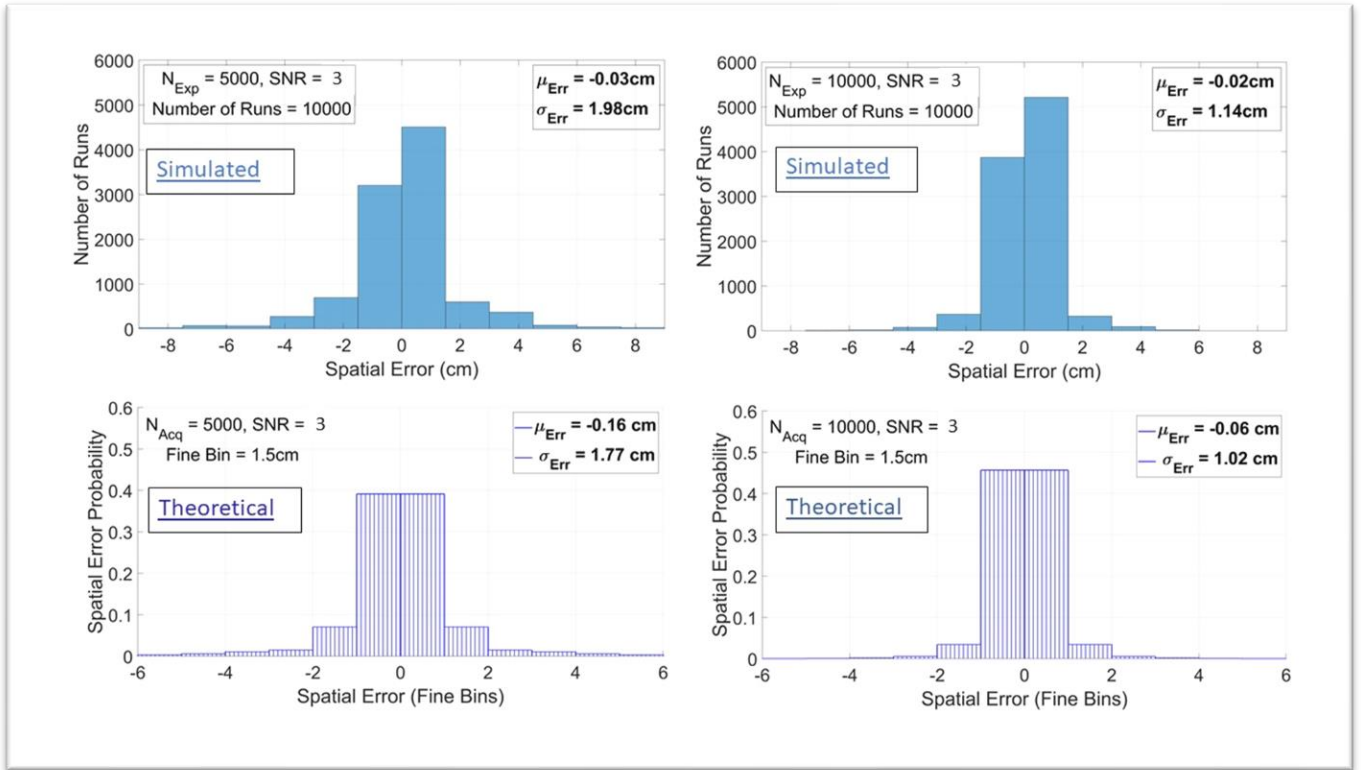 6000
5000
4000
3000
2000
1000
0
Number of Runs
N_Exp = 5000, SNR = 3
Number of Runs = 10000
μ_Err = -0.03cm
σ_Err = 1.98cm
Simulated
-8 -6 -4 -2 0 2 4 6 8
Spatial Error (cm)
6000
5000
4000
3000
2000
1000
0
Number of Runs
N_Exp = 10000, SNR = 3
Number of Runs = 10000
μ_Err = -0.02cm
σ_Err = 1.14cm
Simulated
-8 -6 -4 -2 0 2 4 6 8
Spatial Error (cm)
0.6
0.5
0.4
0.3
0.2
0.1
0
Spatial Error Probability
N_Acq = 5000, SNR = 3
Fine Bin = 1.5cm
μ_Err = -0.16 cm
σ_Err = 1.77 cm
Theoretical
-6 -4 -2 0 2 4 6
Spatial Error (Fine Bins)
0.6
0.5
0.4
0.3
0.2
0.1
0
Spatial Error Probability
N_Acq = 10000, SNR = 3
Fine Bin = 1.5cm
μ_Err = -0.06 cm
σ_Err = 1.02 cm
Theoretical
-6 -4 -2 0 2 4 6
Spatial Error (Fine Bins)